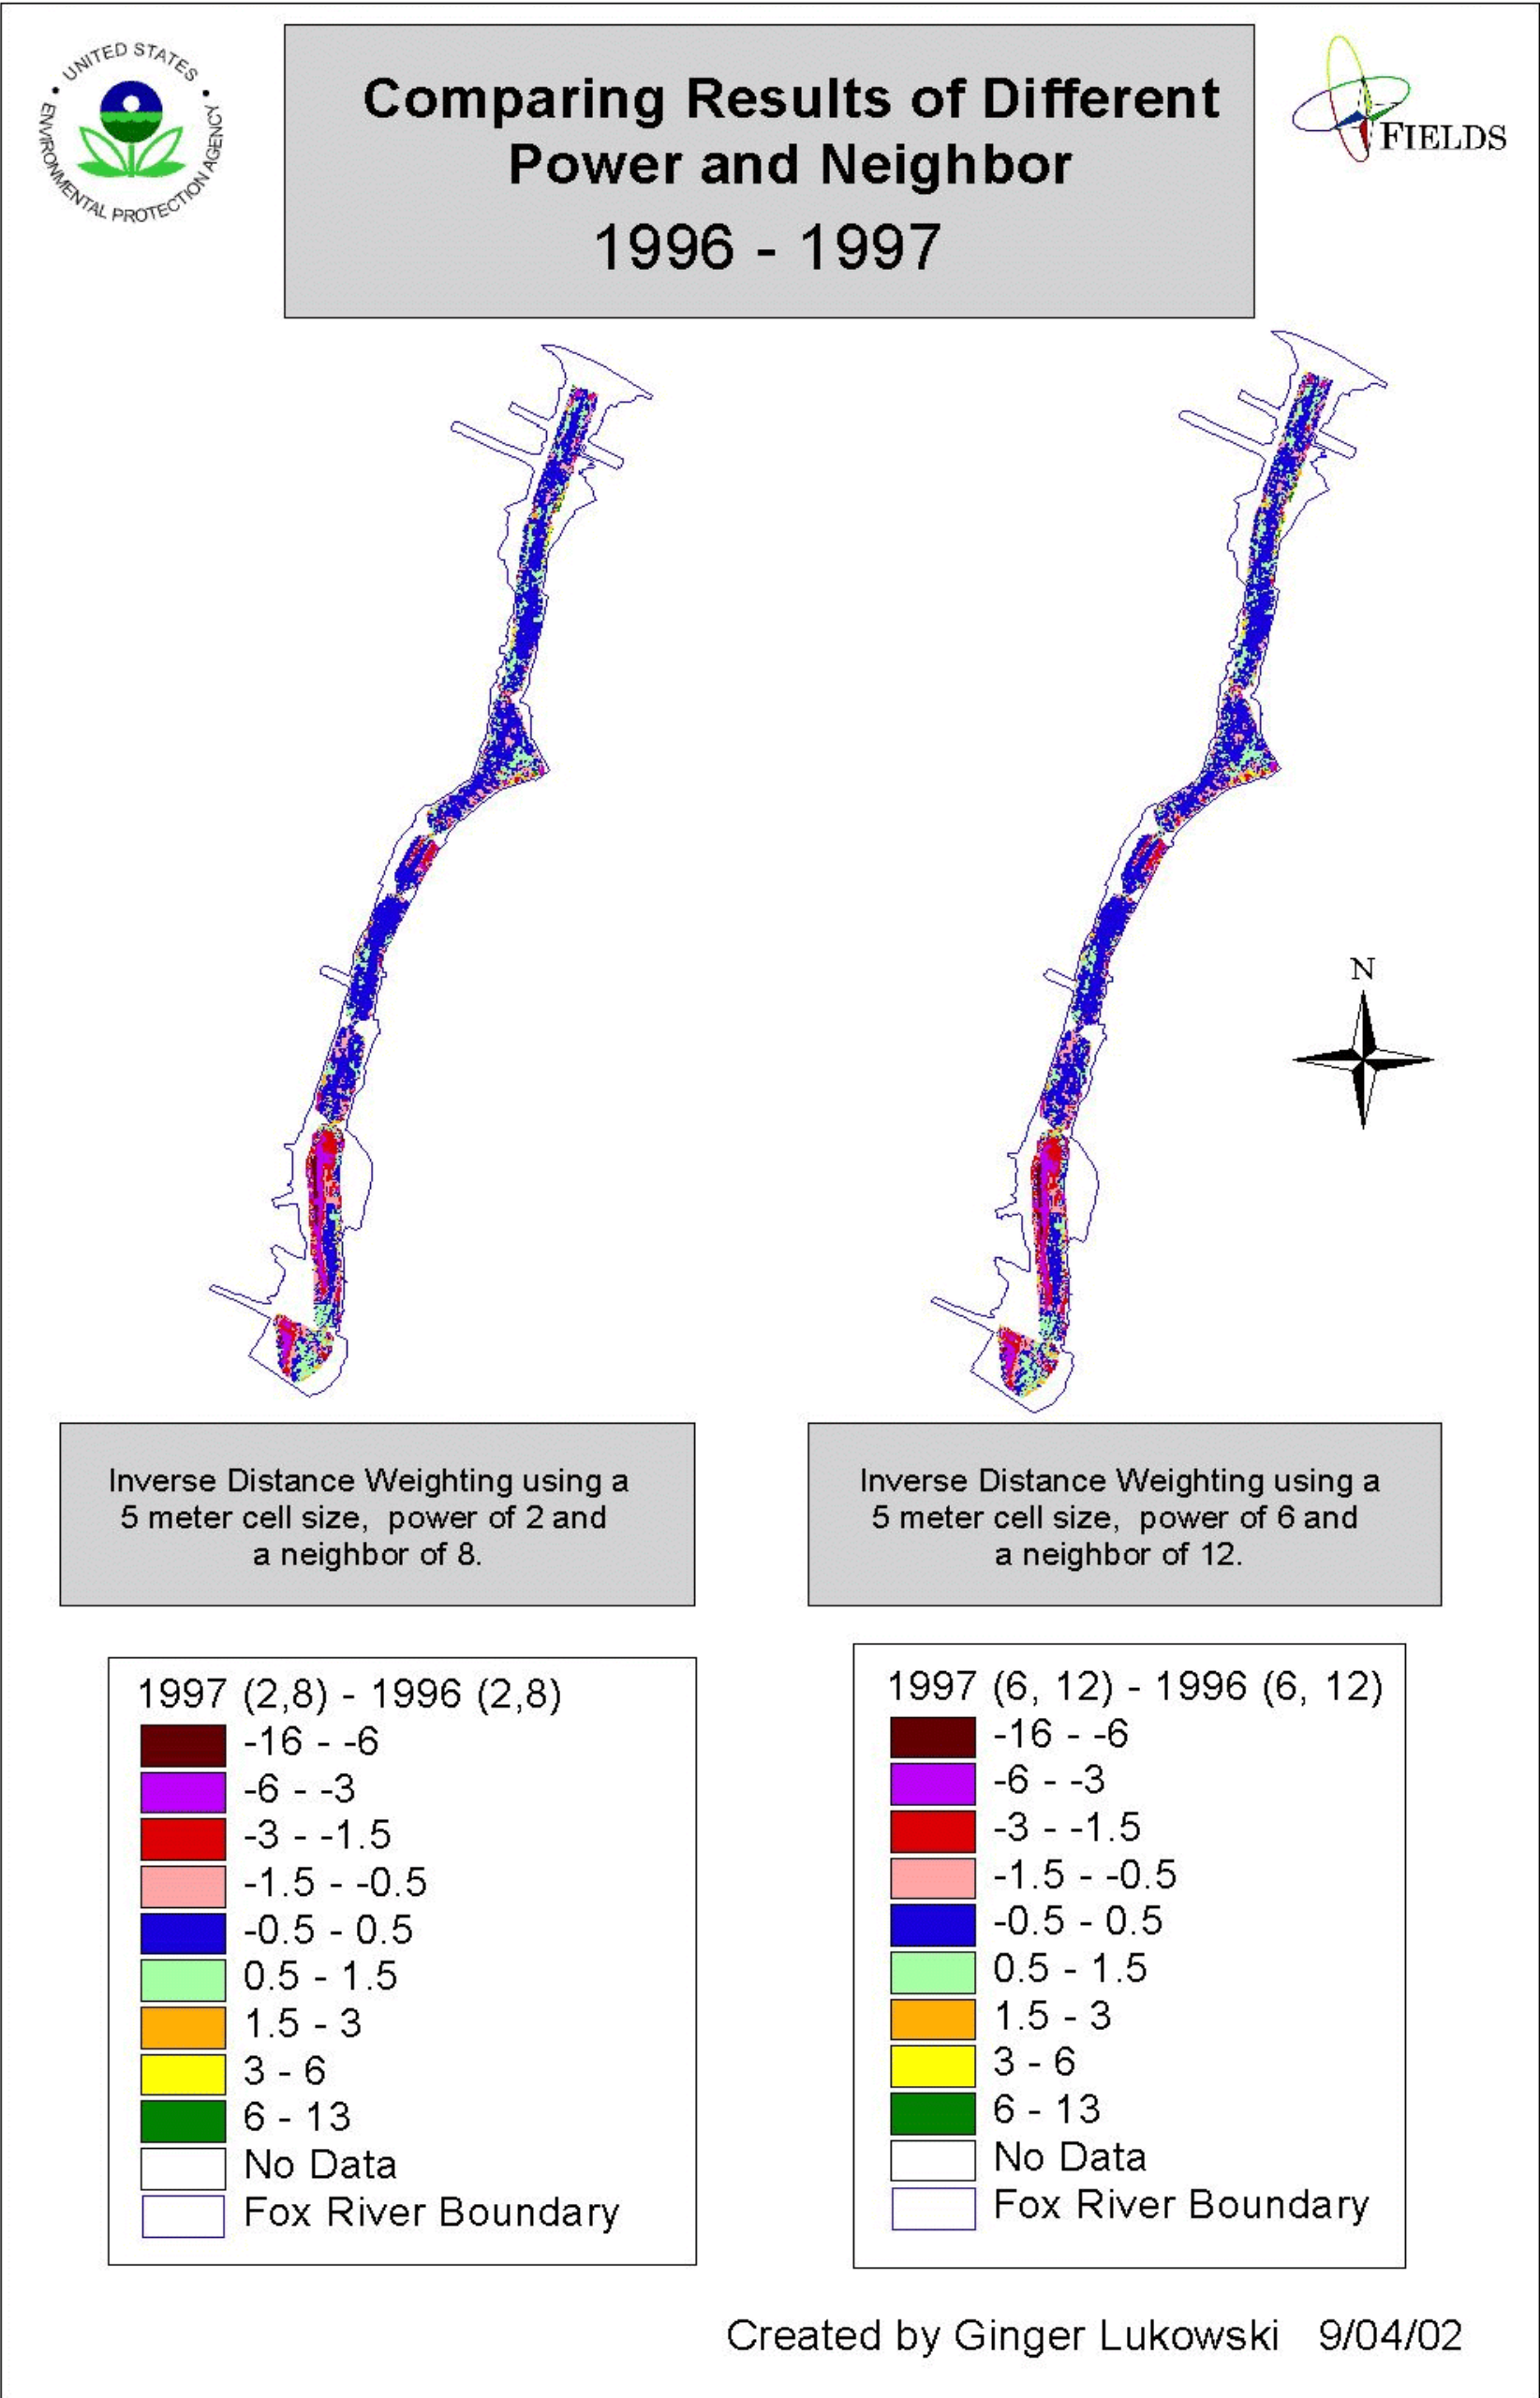 UNITED STATES
• ENVIRONMENTAL PROTECTION AGENCY •
Comparing Results of Different
Power and Neighbor
1996 - 1997
FIELDS
N
Inverse Distance Weighting using a
5 meter cell size, power of 2 and
a neighbor of 8.
Inverse Distance Weighting using a
5 meter cell size, power of 6 and
a neighbor of 12.
1997 (2,8) - 1996 (2,8)
-16 - -6
-6 - -3
-3 - -1.5
-1.5 - -0.5
-0.5 - 0.5
0.5 - 1.5
1.5 - 3
3 - 6
6 - 13
No Data
Fox River Boundary
1997 (6, 12) - 1996 (6, 12)
-16 - -6
-6 - -3
-3 - -1.5
-1.5 - -0.5
-0.5 - 0.5
0.5 - 1.5
1.5 - 3
3 - 6
6 - 13
No Data
Fox River Boundary
Created by Ginger Lukowski 9/04/02